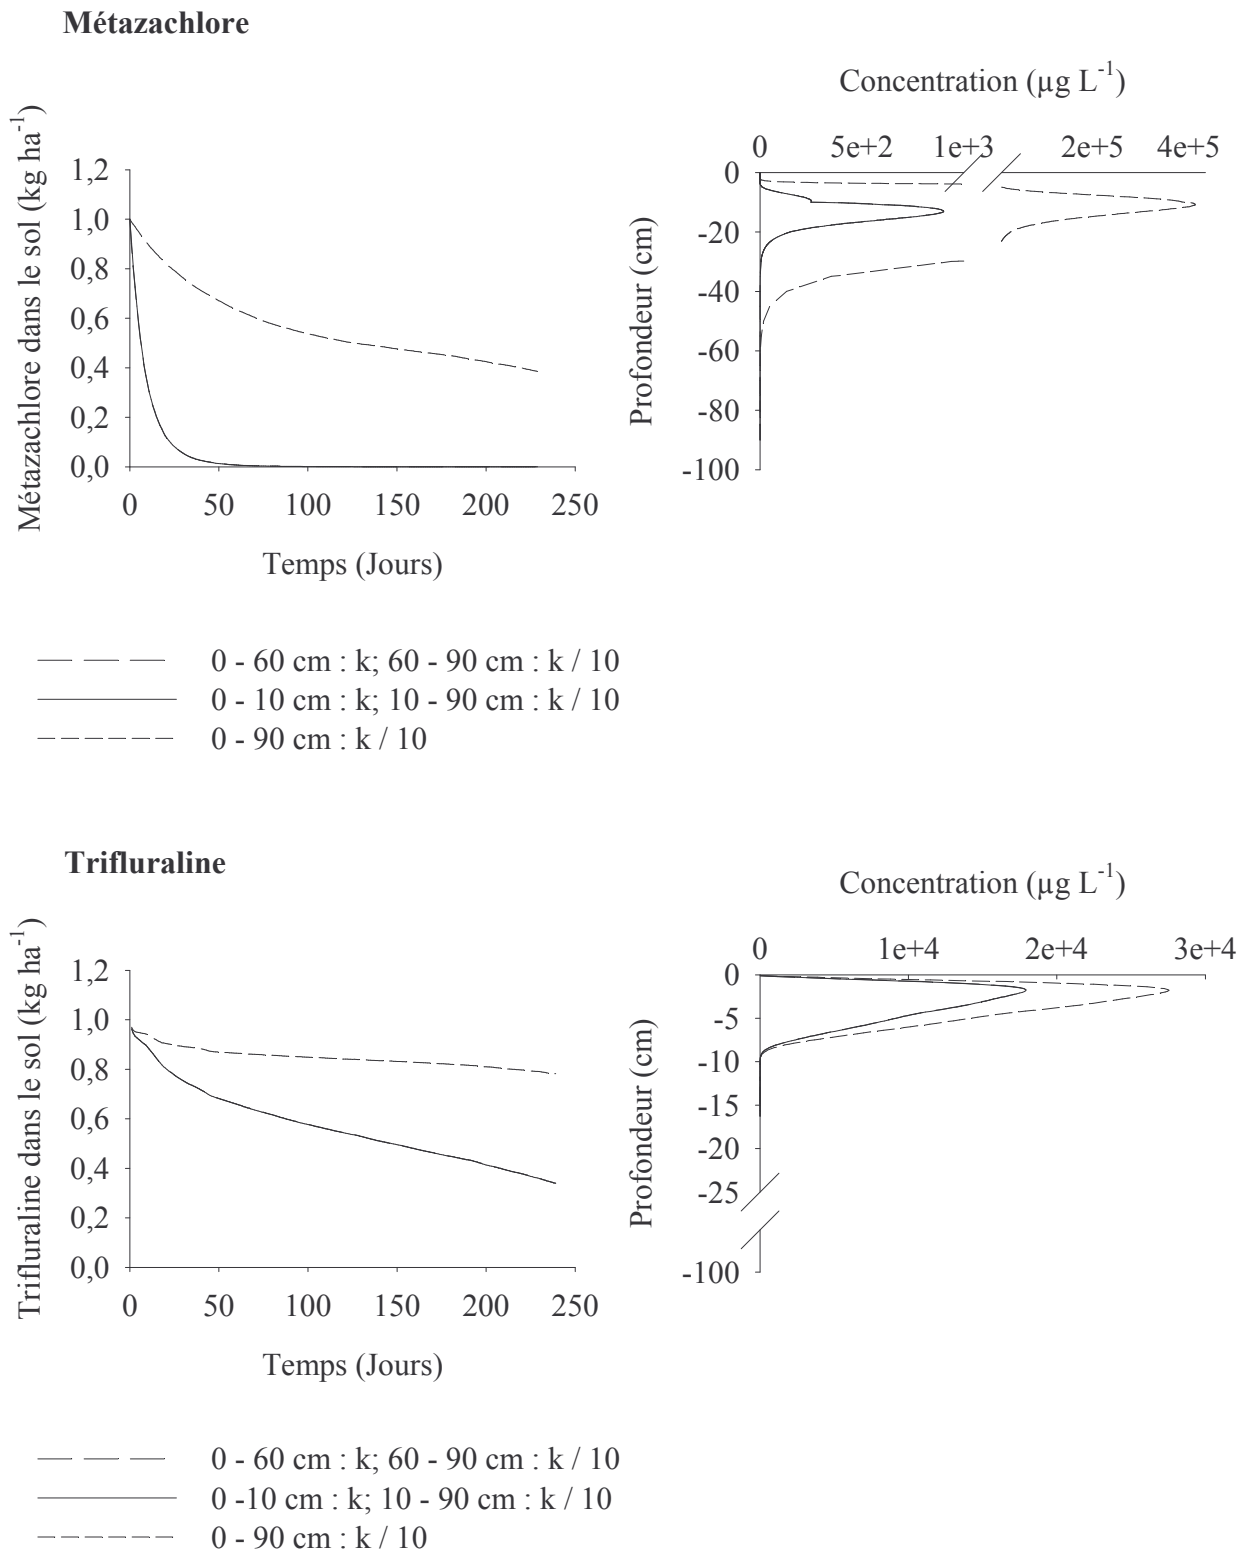 Métazachlore
Métazachlore dans le sol (kg ha-1)
1,2
1,0
0,8
0,6
0,4
0,2
0,0
0 50 100 150 200 250
Temps (Jours)
Concentration (µg L-1)
0 5e+2 1e+3 2e+5 4e+5
Profondeur (cm)
0
-20
-40
-60
-80
-100
0 - 60 cm : k; 60 - 90 cm : k / 10
0 - 10 cm : k; 10 - 90 cm : k / 10
0 - 90 cm : k / 10
Trifluraline
Trifluraline dans le sol (kg ha-1)
1,2
1,0
0,8
0,6
0,4
0,2
0,0
0 50 100 150 200 250
Temps (Jours)
Concentration (µg L-1)
0 1e+4 2e+4 3e+4
Profondeur (cm)
0
-5
-10
-15
-20
-25
-100
0 - 60 cm : k; 60 - 90 cm : k / 10
0 -10 cm : k; 10 - 90 cm : k / 10
0 - 90 cm : k / 10